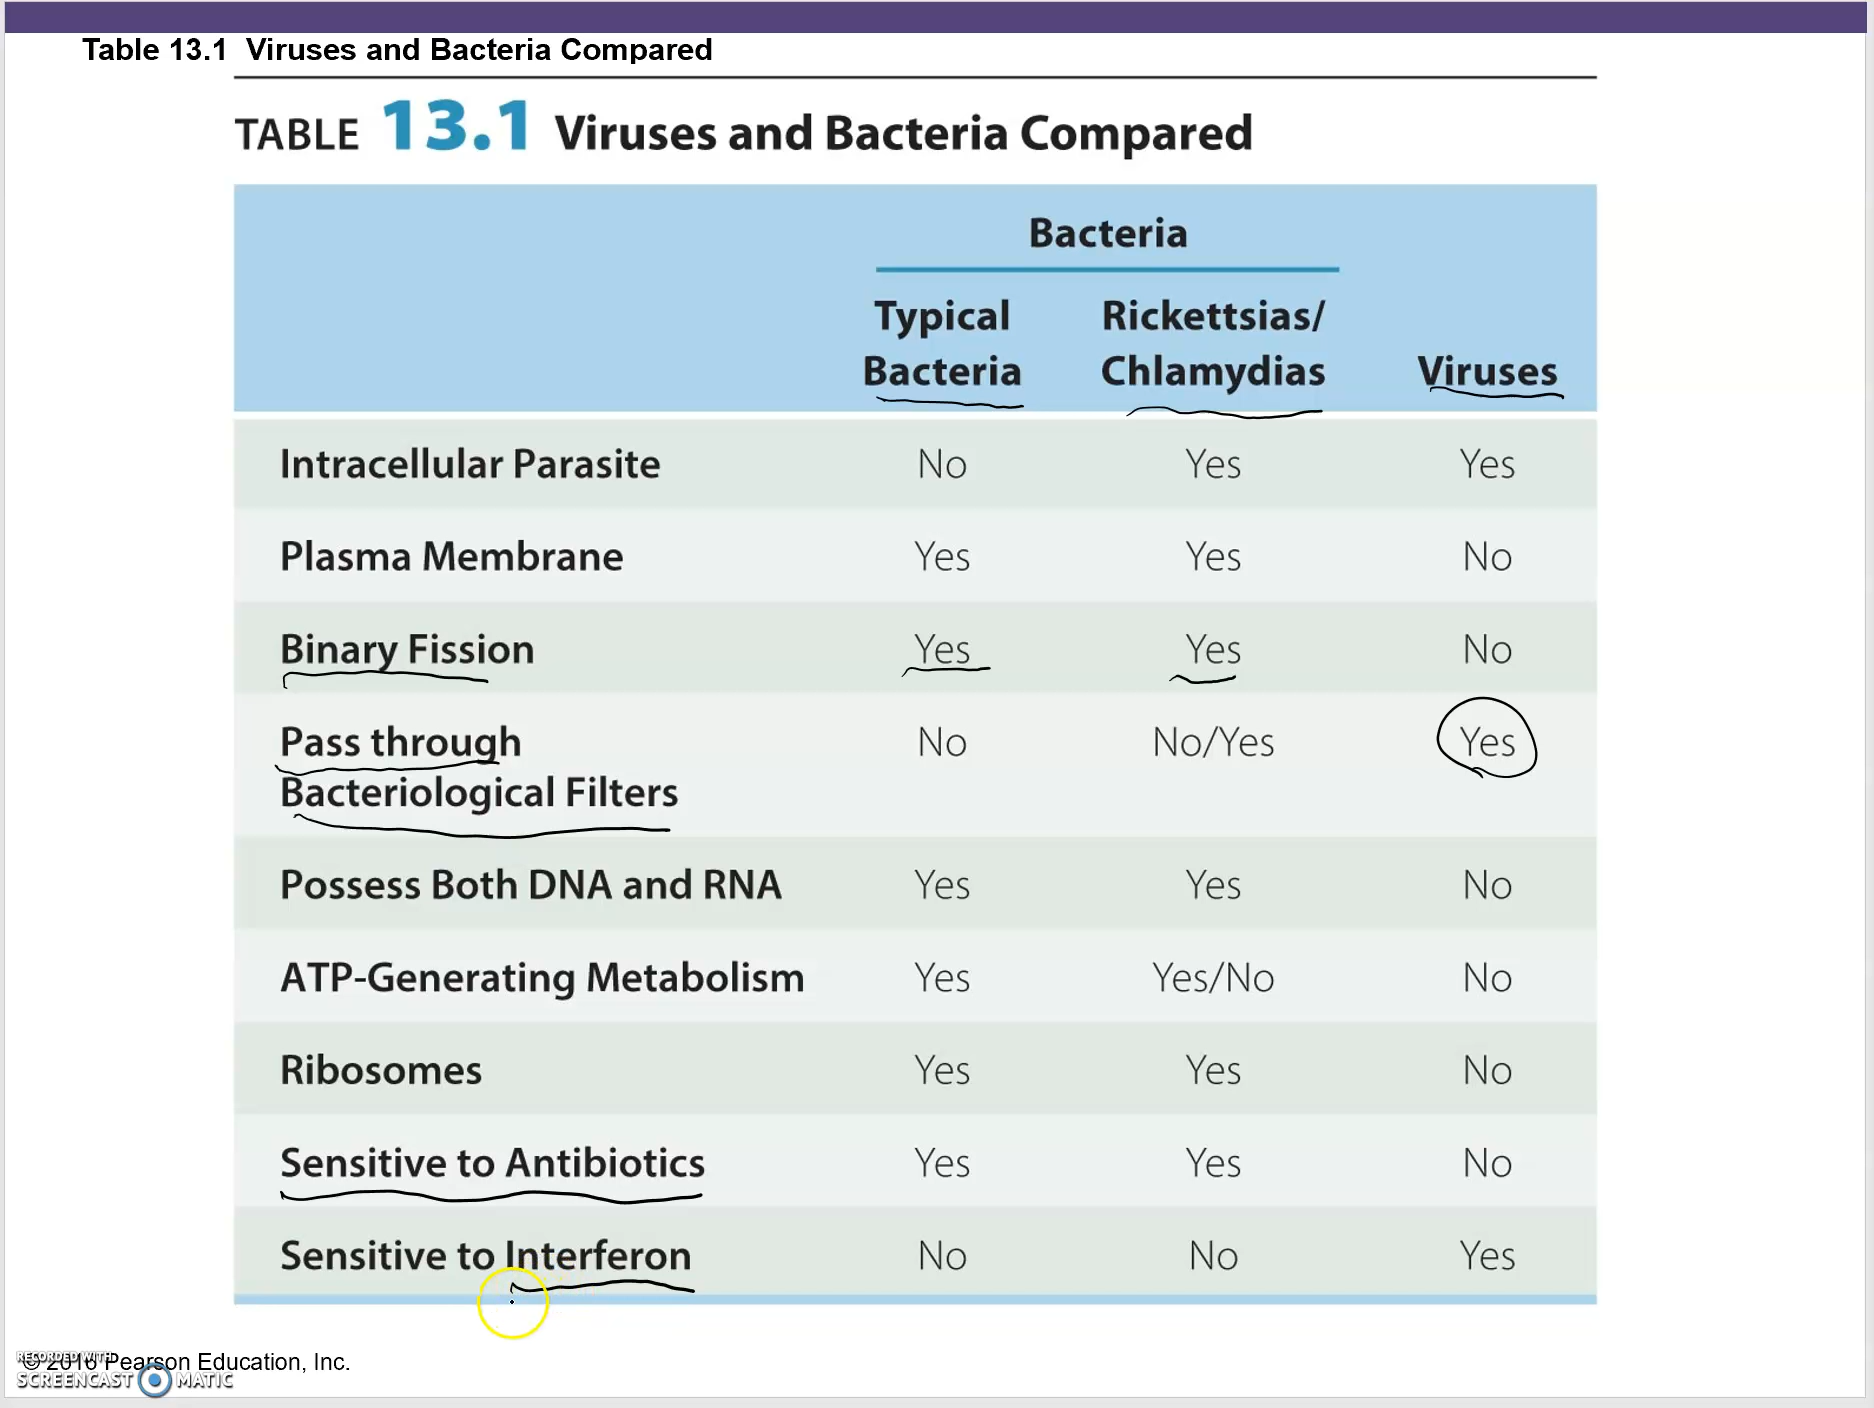 Table 13.1 Viruses and Bacteria Compared
TABLE 13.1 Viruses and Bacteria Compared
Bacteria
Typical Bacteria Rickettsias/ Chlamydias Viruses
Intracellular Parasite No Yes Yes
Plasma Membrane Yes Yes No
Binary Fission Yes Yes No
Pass through No No/Yes Yes
Bacteriological Filters
Possess Both DNA and RNA Yes Yes No
ATP-Generating Metabolism Yes Yes/No No
Ribosomes Yes Yes No
Sensitive to Antibiotics Yes Yes No
Sensitive to Interferon No No Yes
© 2016 Pearson Education, Inc.
RECORDED WITH
SCREENCAST MATIC